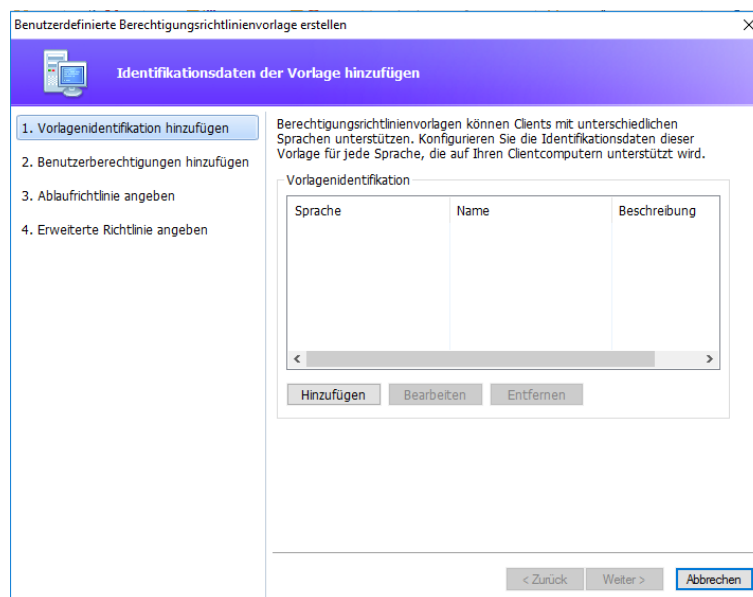 Benutzerdefinierte Berechtigungsrichtlinienvorlage erstellen
Identifikationsdaten der Vorlage hinzufügen
1. Vorlagenidentifikation hinzufügen
2. Benutzerberechtigungen hinzufügen
3. Ablaufrichtlinie angeben
4. Erweiterte Richtlinie angeben
Berechtigungsrichtlinienvorlagen können Clients mit unterschiedlichen
Sprachen unterstützen. Konfigurieren Sie die Identifikationsdaten dieser
Vorlage für jede Sprache, die auf Ihren Clientcomputern unterstützt wird.
Vorlagenidentifikation
Sprache Name Beschreibung
Hinzufügen Bearbeiten Entfernen
< Zurück Weiter > Abbrechen